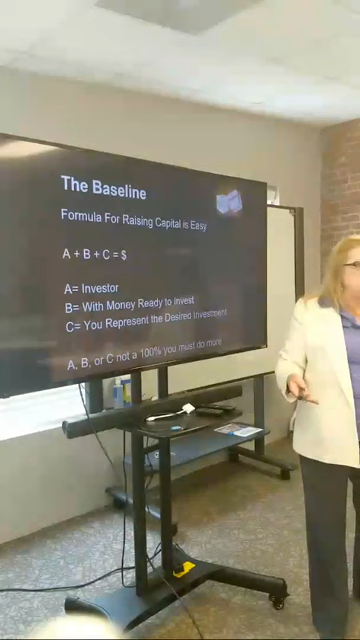 The Baseline
Formula For Raising Capital is Easy
A + B + C = $
A= Investor
B= With Money Ready to Invest
C= You Represent the Desired Investment
A, B, or C not a 100% you must do more